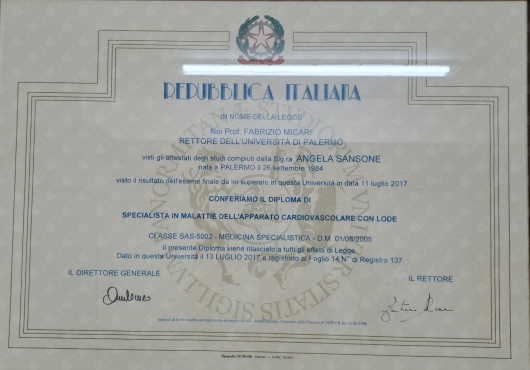 REPUBBLICA ITALIANA
IN NOME DELLA LEGGE
Noi Prof. FABRIZIO MICARI
RETTORE DELL'UNIVERSITÀ DI PALERMO
visti gli attestati degli studi compiuti dalla Sig.ra ANGELA SANSONE
nata a PALERMO il 26 settembre 1984
visto il risultato dell'esame finale da lei superato in questa Università in data 11 luglio 2017
CONFERIAMO IL DIPLOMA DI
SPECIALISTA IN MALATTIE DELL'APPARATO CARDIOVASCOLARE CON LODE
CLASSE SAS-5002 - MEDICINA SPECIALISTICA - D.M. 01/08/2005
Il presente Diploma viene rilasciato a tutti gli effetti di Legge.
Dato in questa Università il 13 LUGLIO 2017 e registrato al Foglio 14 N° di Registro 137
IL DIRETTORE GENERALE
IL RETTORE